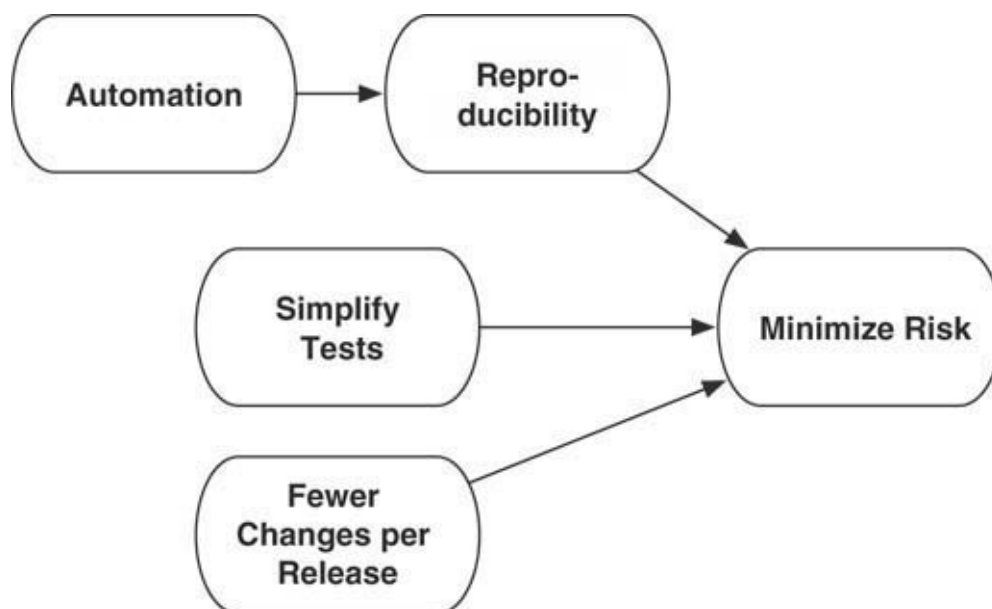 Automation
Repro-
ducibility
Simplify
Tests
Minimize Risk
Fewer
Changes per
Release